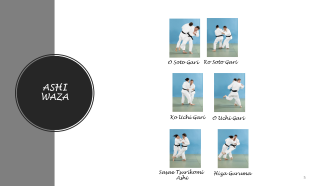 ASHI
WAZA
O Soto Gari
Ko Soto Gari
Ko Uchi Gari
O Uchi Gari
Sasae Tsurikomi
Ashi
Hiza Guruma